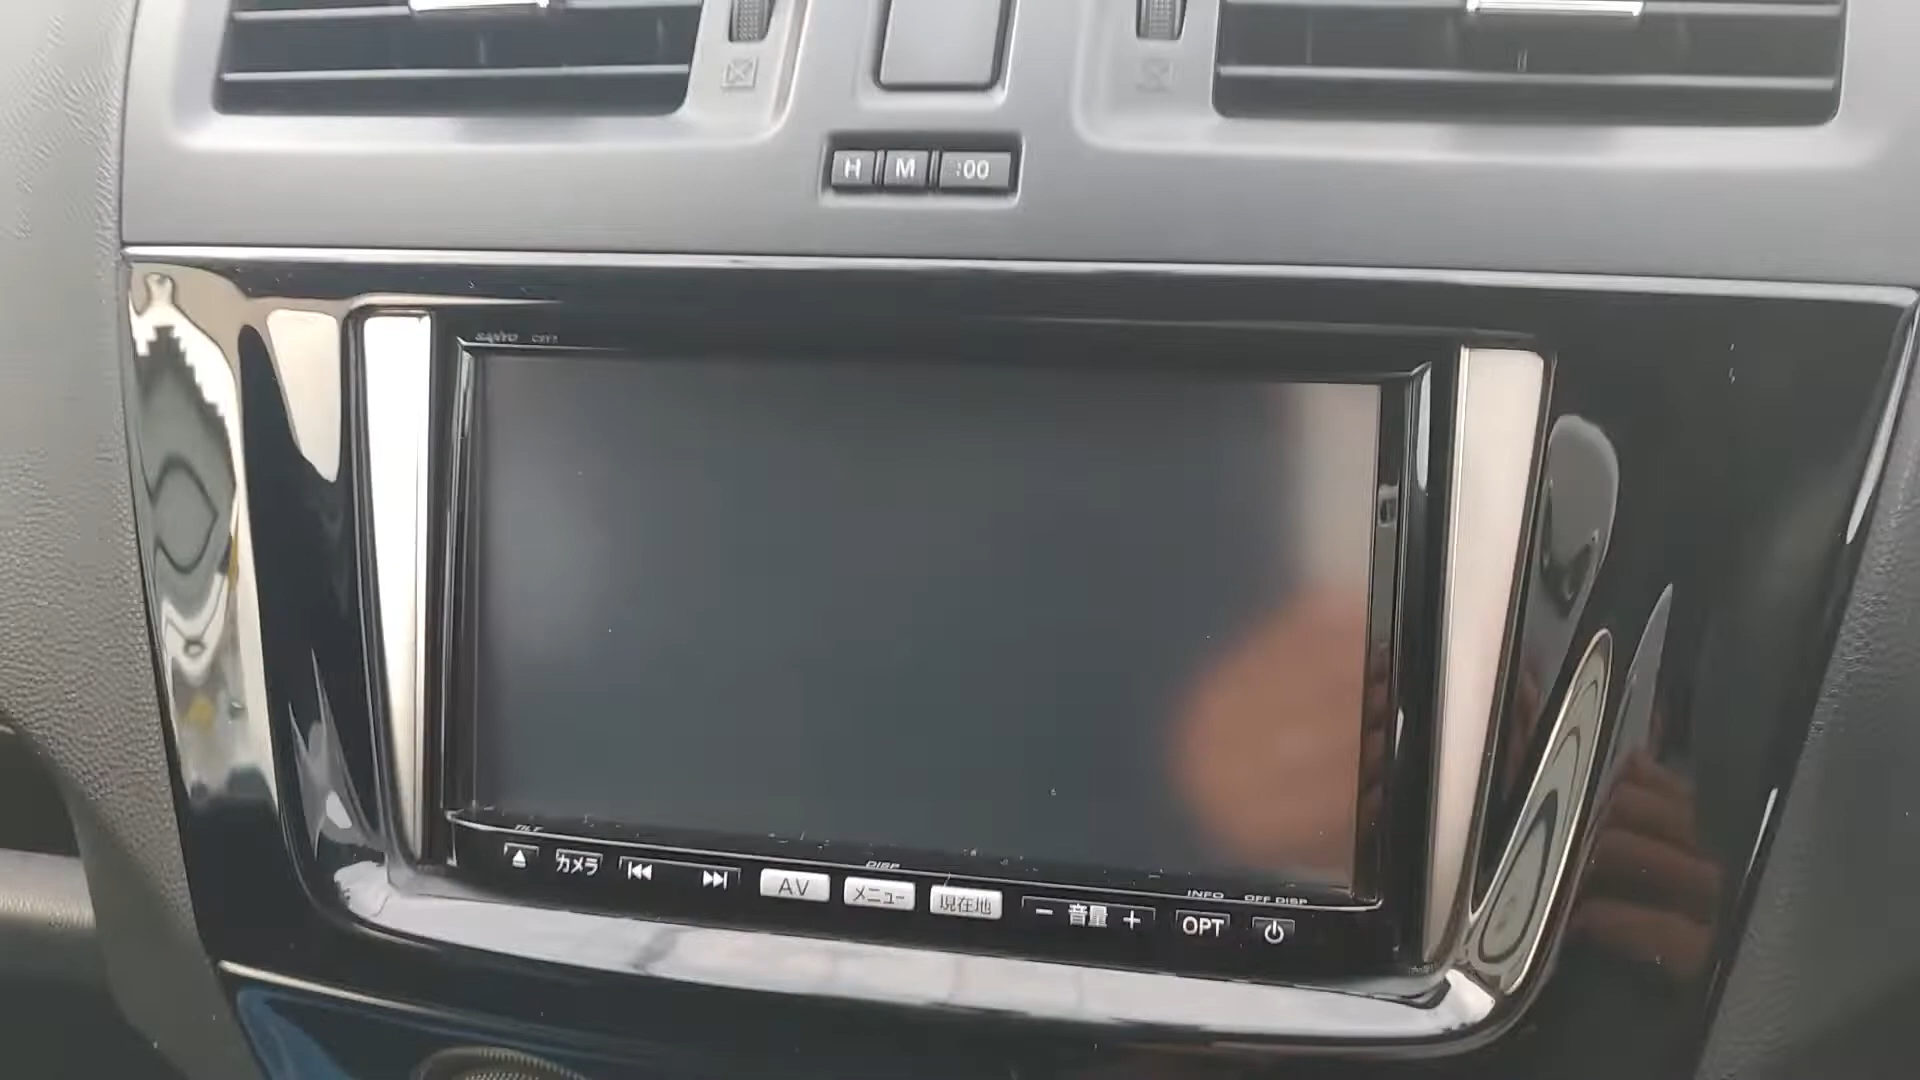 H M :00
SANYO
TILT DISP INFO OFF DISP
カメラ AV メニュー 現在地 − 音量 + OPT